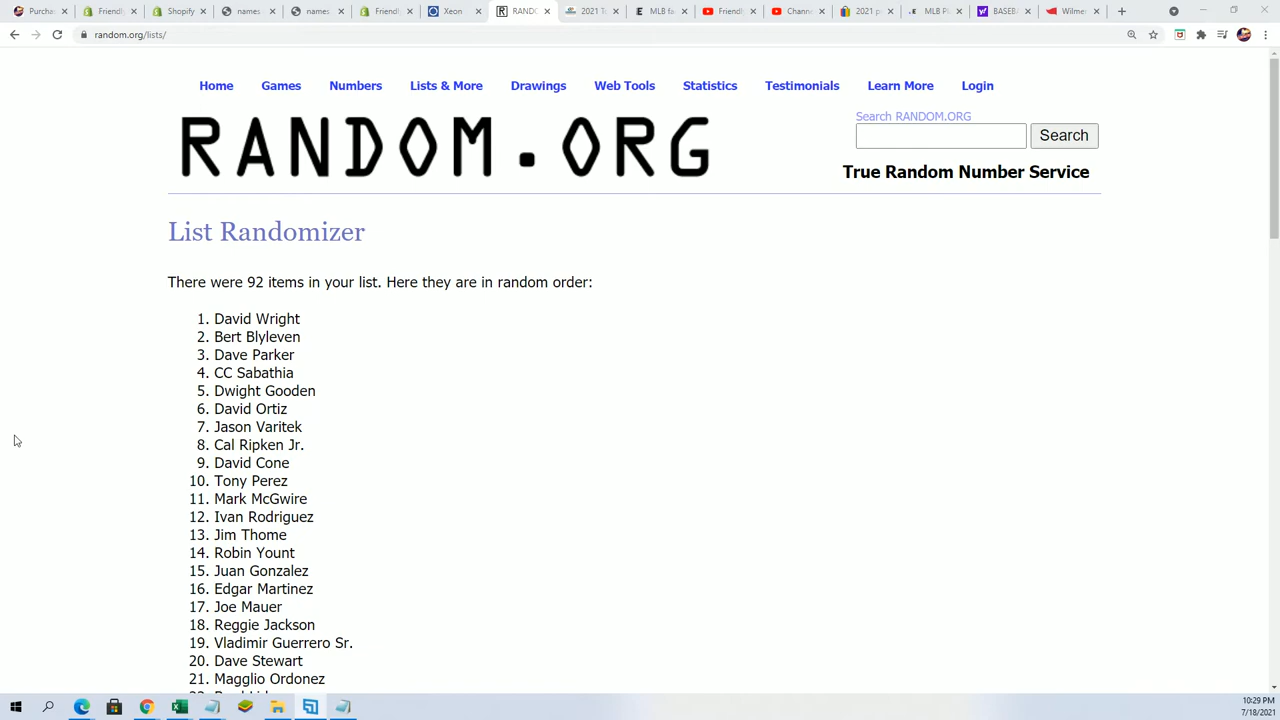 Purcha
Friendly
Shopify
names
names
Friendly
Xeon
RANDO
2021 To
MLB fa
Friendly
Chann
2021 p
MLB Pl
BASEB
Wilme
random.org/lists/
Home Games Numbers Lists & More Drawings Web Tools Statistics Testimonials Learn More Login
RANDOM.ORG
Search RANDOM.ORG
Search
True Random Number Service
List Randomizer
There were 92 items in your list. Here they are in random order:
1. David Wright
2. Bert Blyleven
3. Dave Parker
4. CC Sabathia
5. Dwight Gooden
6. David Ortiz
7. Jason Varitek
8. Cal Ripken Jr.
9. David Cone
10. Tony Perez
11. Mark McGwire
12. Ivan Rodriguez
13. Jim Thome
14. Robin Yount
15. Juan Gonzalez
16. Edgar Martinez
17. Joe Mauer
18. Reggie Jackson
19. Vladimir Guerrero Sr.
20. Dave Stewart
21. Magglio Ordonez
10:29 PM
7/18/2021